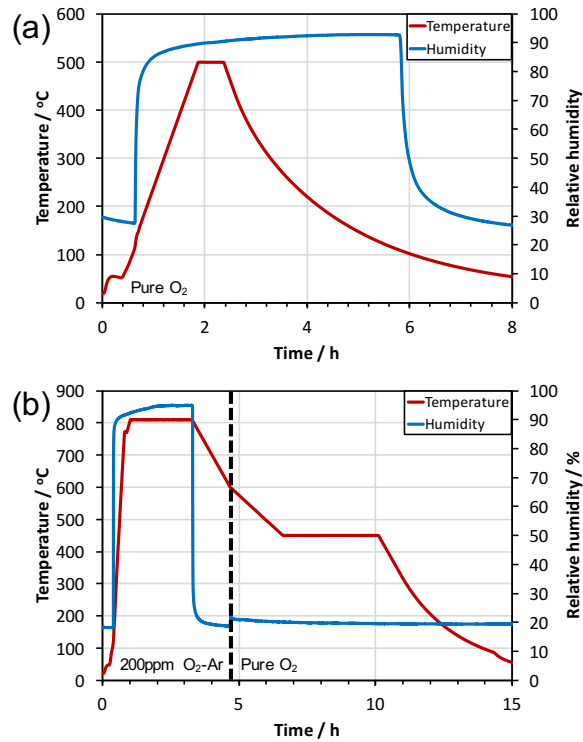 (a)
600
500
400
300
200
100
0
Temperature / °C
100
90
80
70
60
50
40
30
20
10
0
Relative humidity
Temperature
Humidity
Pure O₂
0 2 4 6 8
Time / h
(b)
900
800
700
600
500
400
300
200
100
0
Temperature / °C
100
90
80
70
60
50
40
30
20
10
0
Relative humidity / %
Temperature
Humidity
200ppm O₂-Ar
Pure O₂
0 5 10 15
Time / h